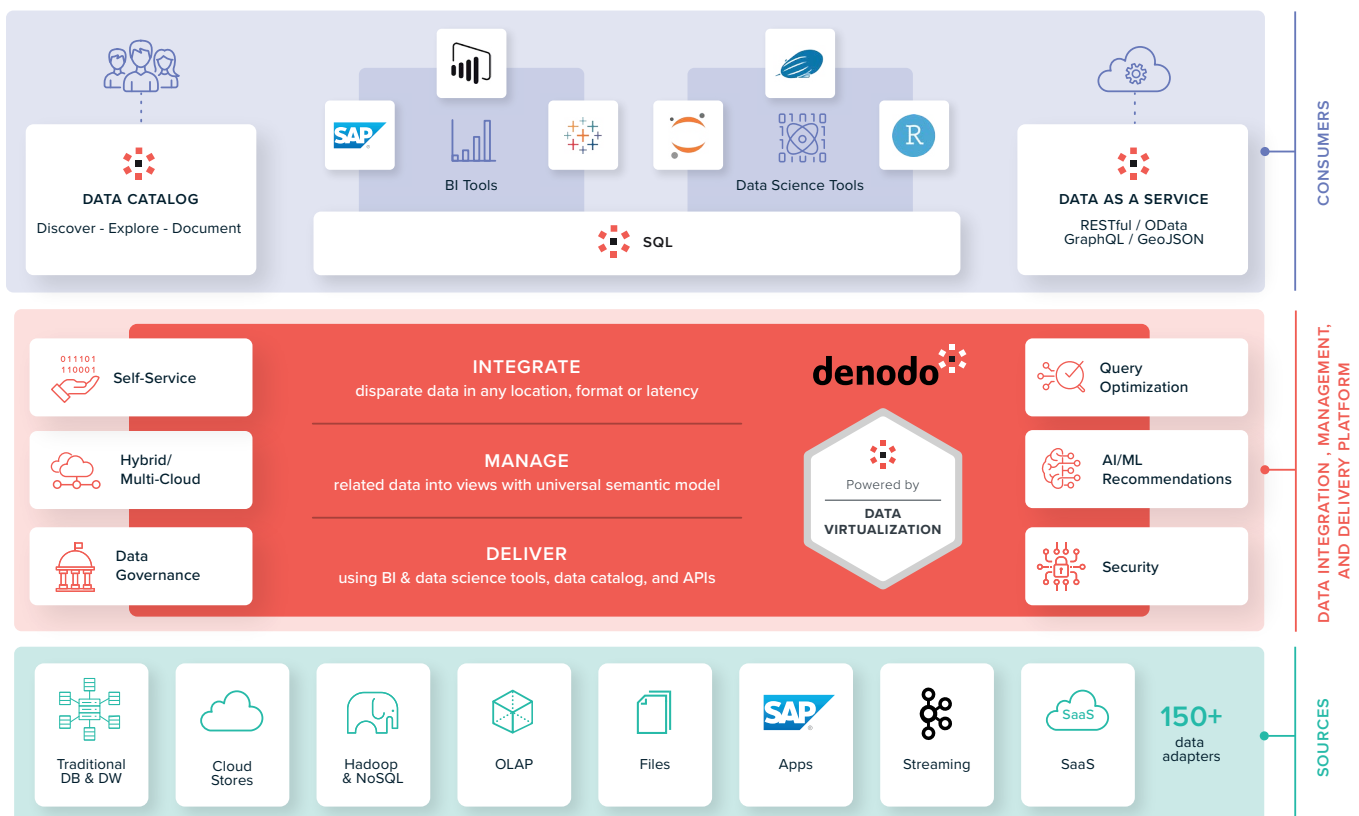 DATA CATALOG
Discover - Explore - Document
SAP
BI Tools
Data Science Tools
R
SQL
DATA AS A SERVICE
RESTful / OData
GraphQL / GeoJSON
CONSUMERS
011101
110001
Self-Service
Hybrid/
Multi-Cloud
Data
Governance
INTEGRATE
disparate data in any location, format or latency
MANAGE
related data into views with universal semantic model
DELIVER
using BI & data science tools, data catalog, and APIs
denodo
Powered by
DATA
VIRTUALIZATION
Query
Optimization
AI/ML
Recommendations
Security
DATA INTEGRATION , MANAGEMENT,
AND DELIVERY PLATFORM
Traditional
DB & DW
Cloud
Stores
Hadoop
& NoSQL
OLAP
Files
SAP
Apps
Streaming
SaaS
SaaS
150+
data
adapters
SOURCES